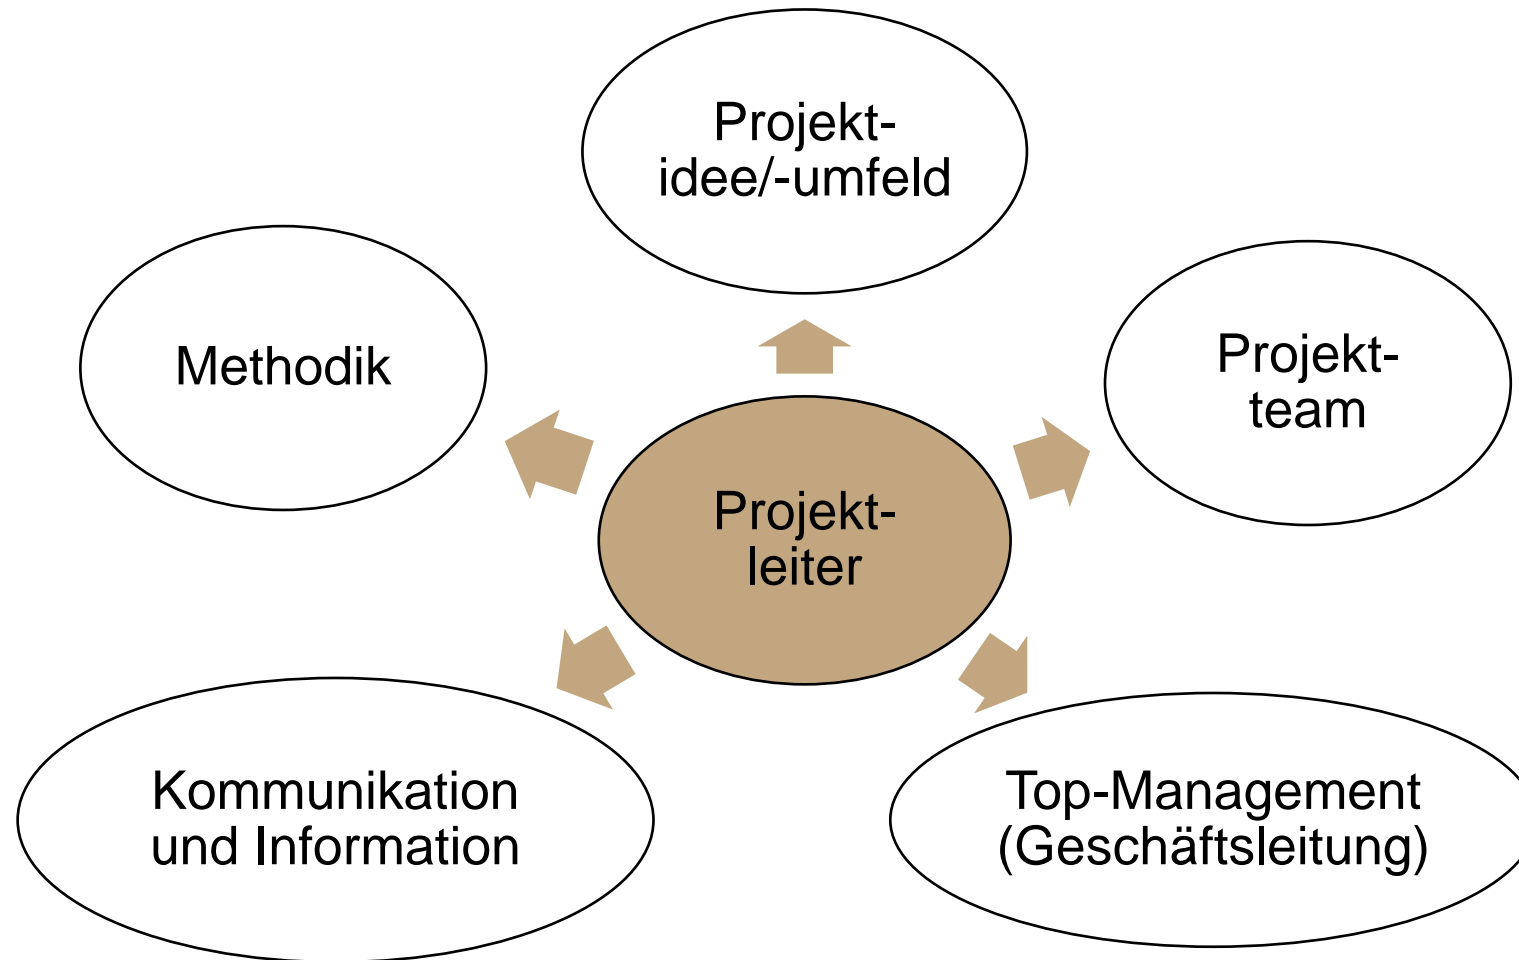 Projekt-
idee/-umfeld
Methodik
Projekt-
team
Projekt-
leiter
Kommunikation
und Information
Top-Management
(Geschäftsleitung)